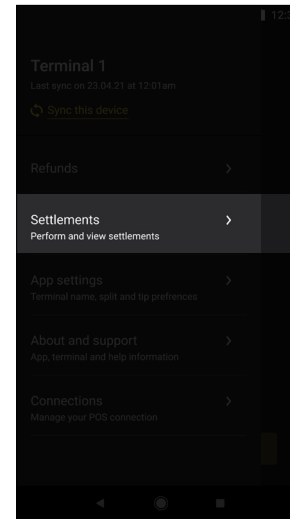 12:
Terminal 1
Last sync on 23.04.21 at 12:01am
Sync this device
Refunds
Settlements
Perform and view settlements
App settings
Terminal name, split and tip prefrences
About and support
App, terminal and help information
Connections
Manage your POS connection